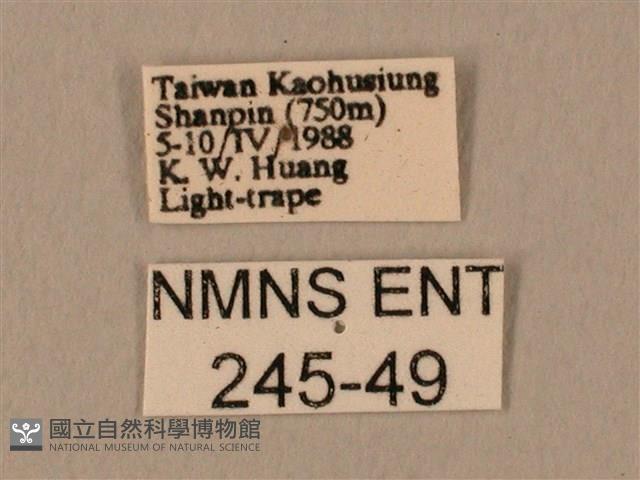 Taiwan Kaohusiung
Shanpin (750m)
5-10/IV/1988
K. W. Huang
Light-trape
NMNS ENT
245-49
國立自然科學博物館
NATIONAL MUSEUM OF NATURAL SCIENCE